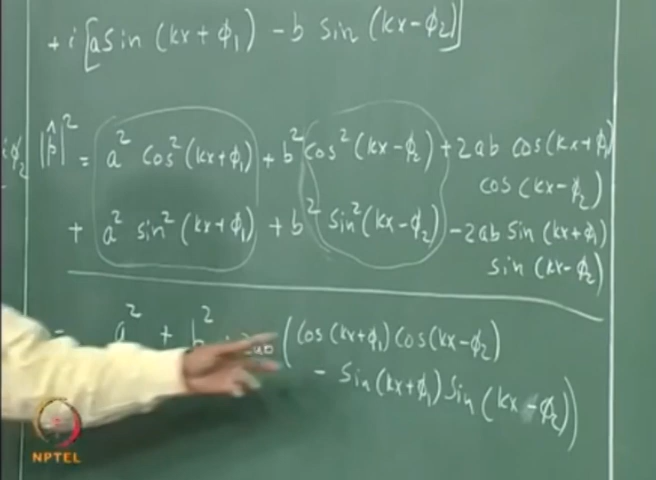 + i [a sin (kx + ϕ₁) - b sin (kx - ϕ₂)]
iϕ₂ |p̂|² = a² cos² (kx + ϕ₁) + b² cos² (kx - ϕ₂) + 2ab cos (kx + ϕ₁)
cos (kx - ϕ₂)
+ a² sin² (kx + ϕ₁) + b² sin² (kx - ϕ₂) - 2ab sin (kx + ϕ₁)
sin (kx - ϕ₂)
= a² + b² + 2ab (cos (kx + ϕ₁) cos (kx - ϕ₂)
- sin (kx + ϕ₁) sin (kx - ϕ₂))
NPTEL